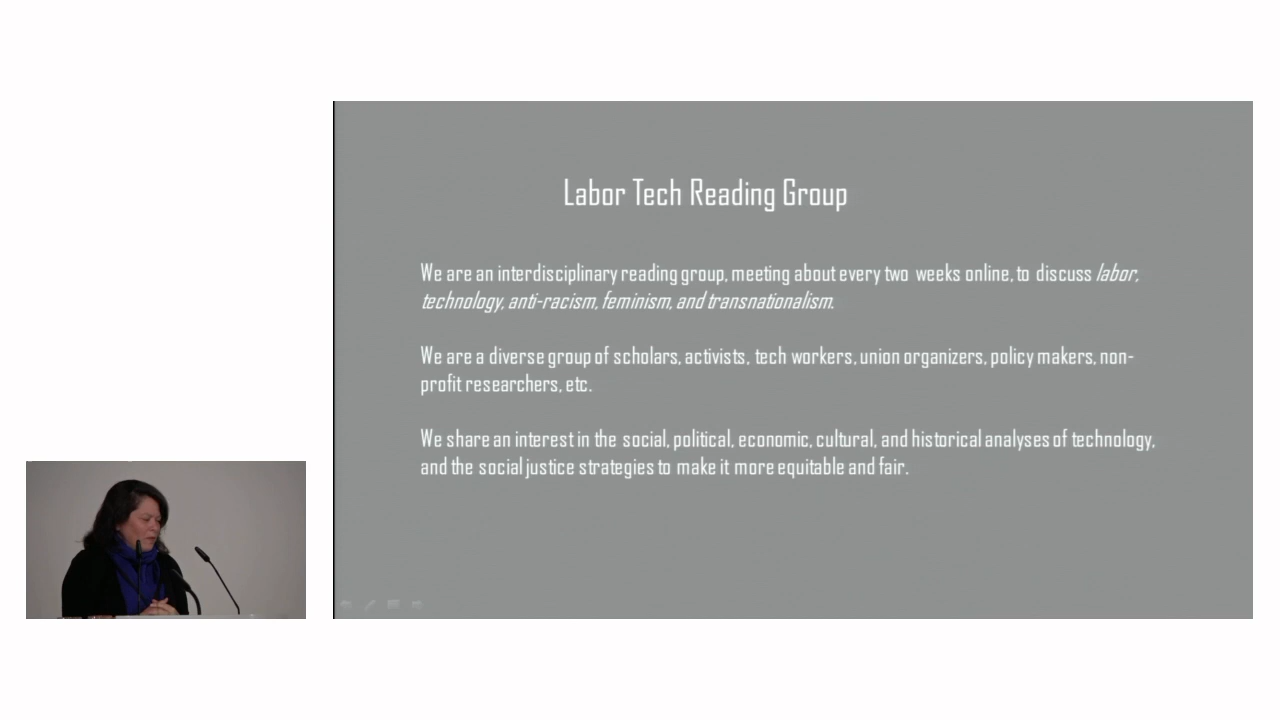 Labor Tech Reading Group
We are an interdisciplinary reading group, meeting about every two weeks online, to discuss labor,
technology, anti-racism, feminism, and transnationalism.
We are a diverse group of scholars, activists, tech workers, union organizers, policy makers, non-
profit researchers, etc.
We share an interest in the social, political, economic, cultural, and historical analyses of technology,
and the social justice strategies to make it more equitable and fair.